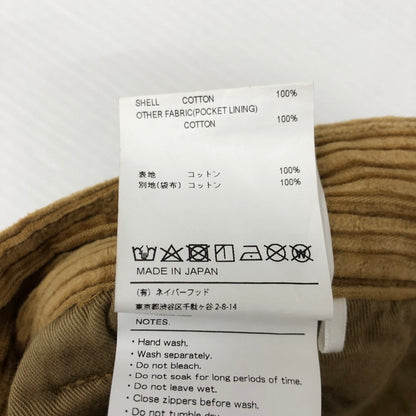 SHELL COTTON 100%
OTHER FABRIC(POCKET LINING)
COTTON 100%
表地 コットン 100%
別地(袋布) コットン 100%
MADE IN JAPAN
(有) ネイバーフッド
東京都渋谷区千駄ヶ谷 2-8-14
NOTES.
・Hand wash.
・Wash separately.
・Do not bleach.
・Do not soak for long periods of time.
・Do not leave wet.
・Close zippers before wash.
・Do not tumble dry